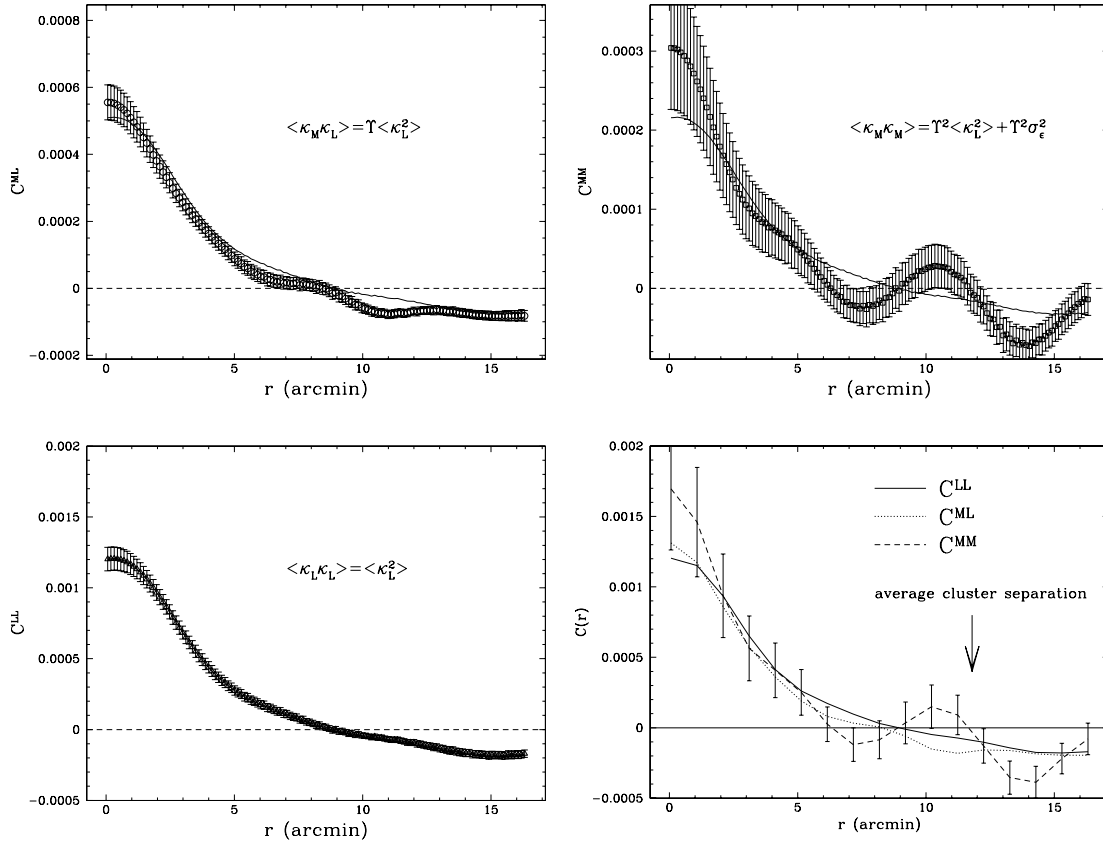 0.0008
0.0006
0.0004
0.0002
0
−0.0002
C^ML
<κ_M κ_L>=Υ<κ_L^2>
0 5 10 15
r (arcmin)
0.0003
0.0002
0.0001
0
C^MM
<κ_M κ_M>=Υ^2<κ_L^2>+Υ^2σ_ε^2
0 5 10 15
r (arcmin)
0.002
0.0015
0.001
0.0005
0
−0.0005
C^LL
<κ_L κ_L>=<κ_L^2>
0 5 10 15
r (arcmin)
0.002
0.0015
0.001
0.0005
0
−0.0005
C(r)
C^LL
C^ML
C^MM
average cluster separation
0 5 10 15
r (arcmin)